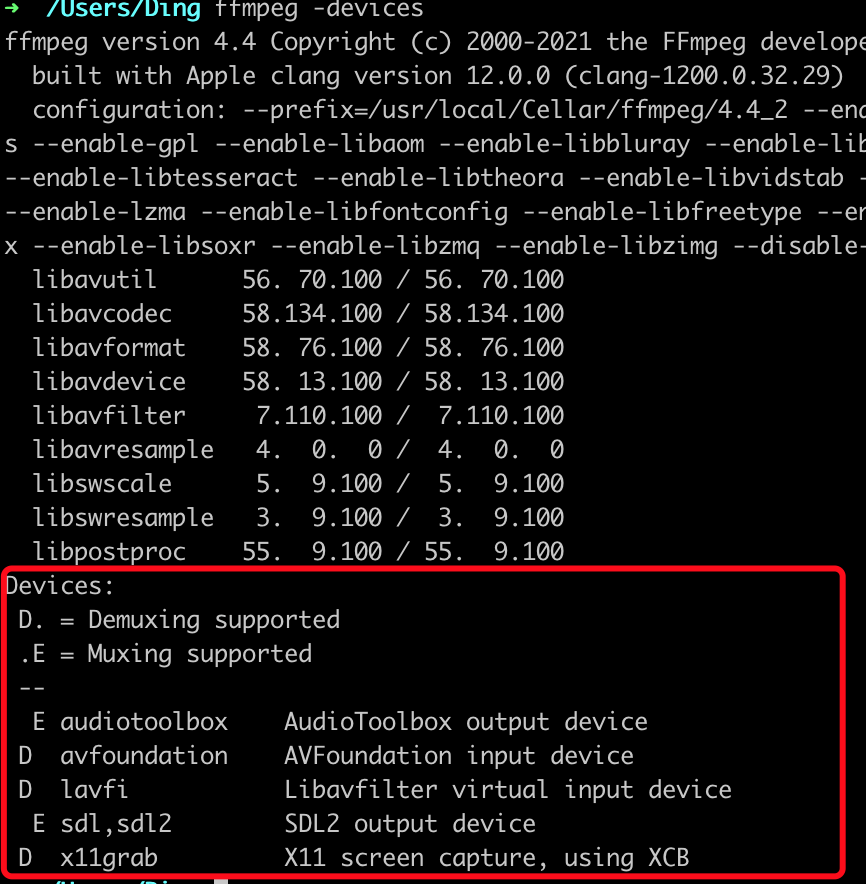 → /Users/Ding ffmpeg -devices
ffmpeg version 4.4 Copyright (c) 2000-2021 the FFmpeg develope
built with Apple clang version 12.0.0 (clang-1200.0.32.29)
configuration: --prefix=/usr/local/Cellar/ffmpeg/4.4_2 --ena
s --enable-gpl --enable-libaom --enable-libbluray --enable-lib
--enable-libtesseract --enable-libtheora --enable-libvidstab -
--enable-lzma --enable-libfontconfig --enable-libfreetype --en
x --enable-libsoxr --enable-libzmq --enable-libzimg --disable-
libavutil      56. 70.100 / 56. 70.100
libavcodec     58.134.100 / 58.134.100
libavformat    58. 76.100 / 58. 76.100
libavdevice    58. 13.100 / 58. 13.100
libavfilter     7.110.100 /  7.110.100
libavresample   4.  0.  0 /  4.  0.  0
libswscale      5.  9.100 /  5.  9.100
libswresample   3.  9.100 /  3.  9.100
libpostproc    55.  9.100 / 55.  9.100
Devices:
D. = Demuxing supported
.E = Muxing supported
--
E audiotoolbox    AudioToolbox output device
D  avfoundation    AVFoundation input device
D  lavfi           Libavfilter virtual input device
E sdl,sdl2        SDL2 output device
D  x11grab         X11 screen capture, using XCB
/Users/Ding